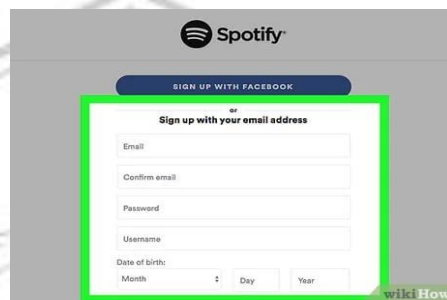 Spotify
SIGN UP WITH FACEBOOK
or
Sign up with your email address
Email
Confirm email
Password
Username
Date of birth:
Month Day Year
wikiHow